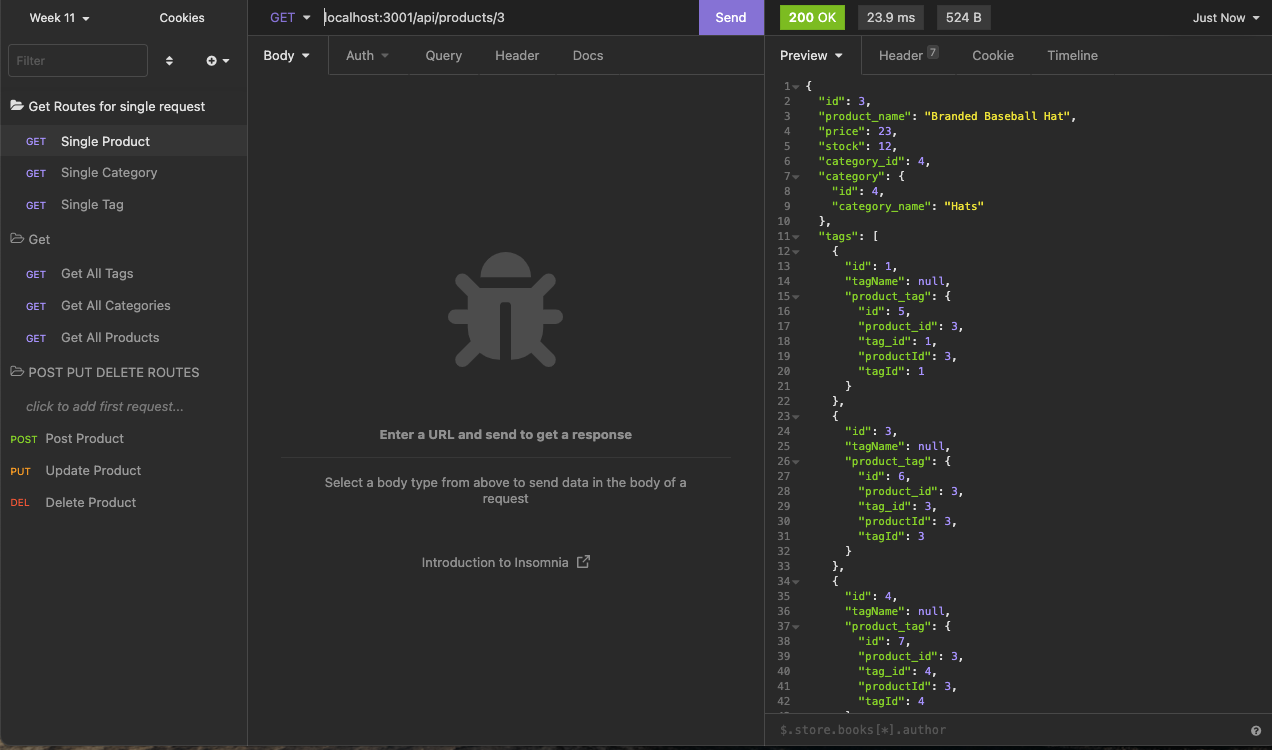 Week 11
Cookies
Filter
Get Routes for single request
GET Single Product
GET Single Category
GET Single Tag
Get
GET Get All Tags
GET Get All Categories
GET Get All Products
POST PUT DELETE ROUTES
click to add first request...
POST Post Product
PUT Update Product
DEL Delete Product
GET localhost:3001/api/products/3 Send
Body Auth Query Header Docs
Enter a URL and send to get a response
Select a body type from above to send data in the body of a
request
Introduction to Insomnia
200 OK 23.9 ms 524 B Just Now
Preview Header 7 Cookie Timeline
1 {
2 "id": 3,
3 "product_name": "Branded Baseball Hat",
4 "price": 23,
5 "stock": 12,
6 "category_id": 4,
7 "category": {
8 "id": 4,
9 "category_name": "Hats"
10 },
11 "tags": [
12 {
13 "id": 1,
14 "tagName": null,
15 "product_tag": {
16 "id": 5,
17 "product_id": 3,
18 "tag_id": 1,
19 "productId": 3,
20 "tagId": 1
21 }
22 },
23 {
24 "id": 3,
25 "tagName": null,
26 "product_tag": {
27 "id": 6,
28 "product_id": 3,
29 "tag_id": 3,
30 "productId": 3,
31 "tagId": 3
32 }
33 },
34 {
35 "id": 4,
36 "tagName": null,
37 "product_tag": {
38 "id": 7,
39 "product_id": 3,
40 "tag_id": 4,
41 "productId": 3,
42 "tagId": 4
$.store.books[*].author